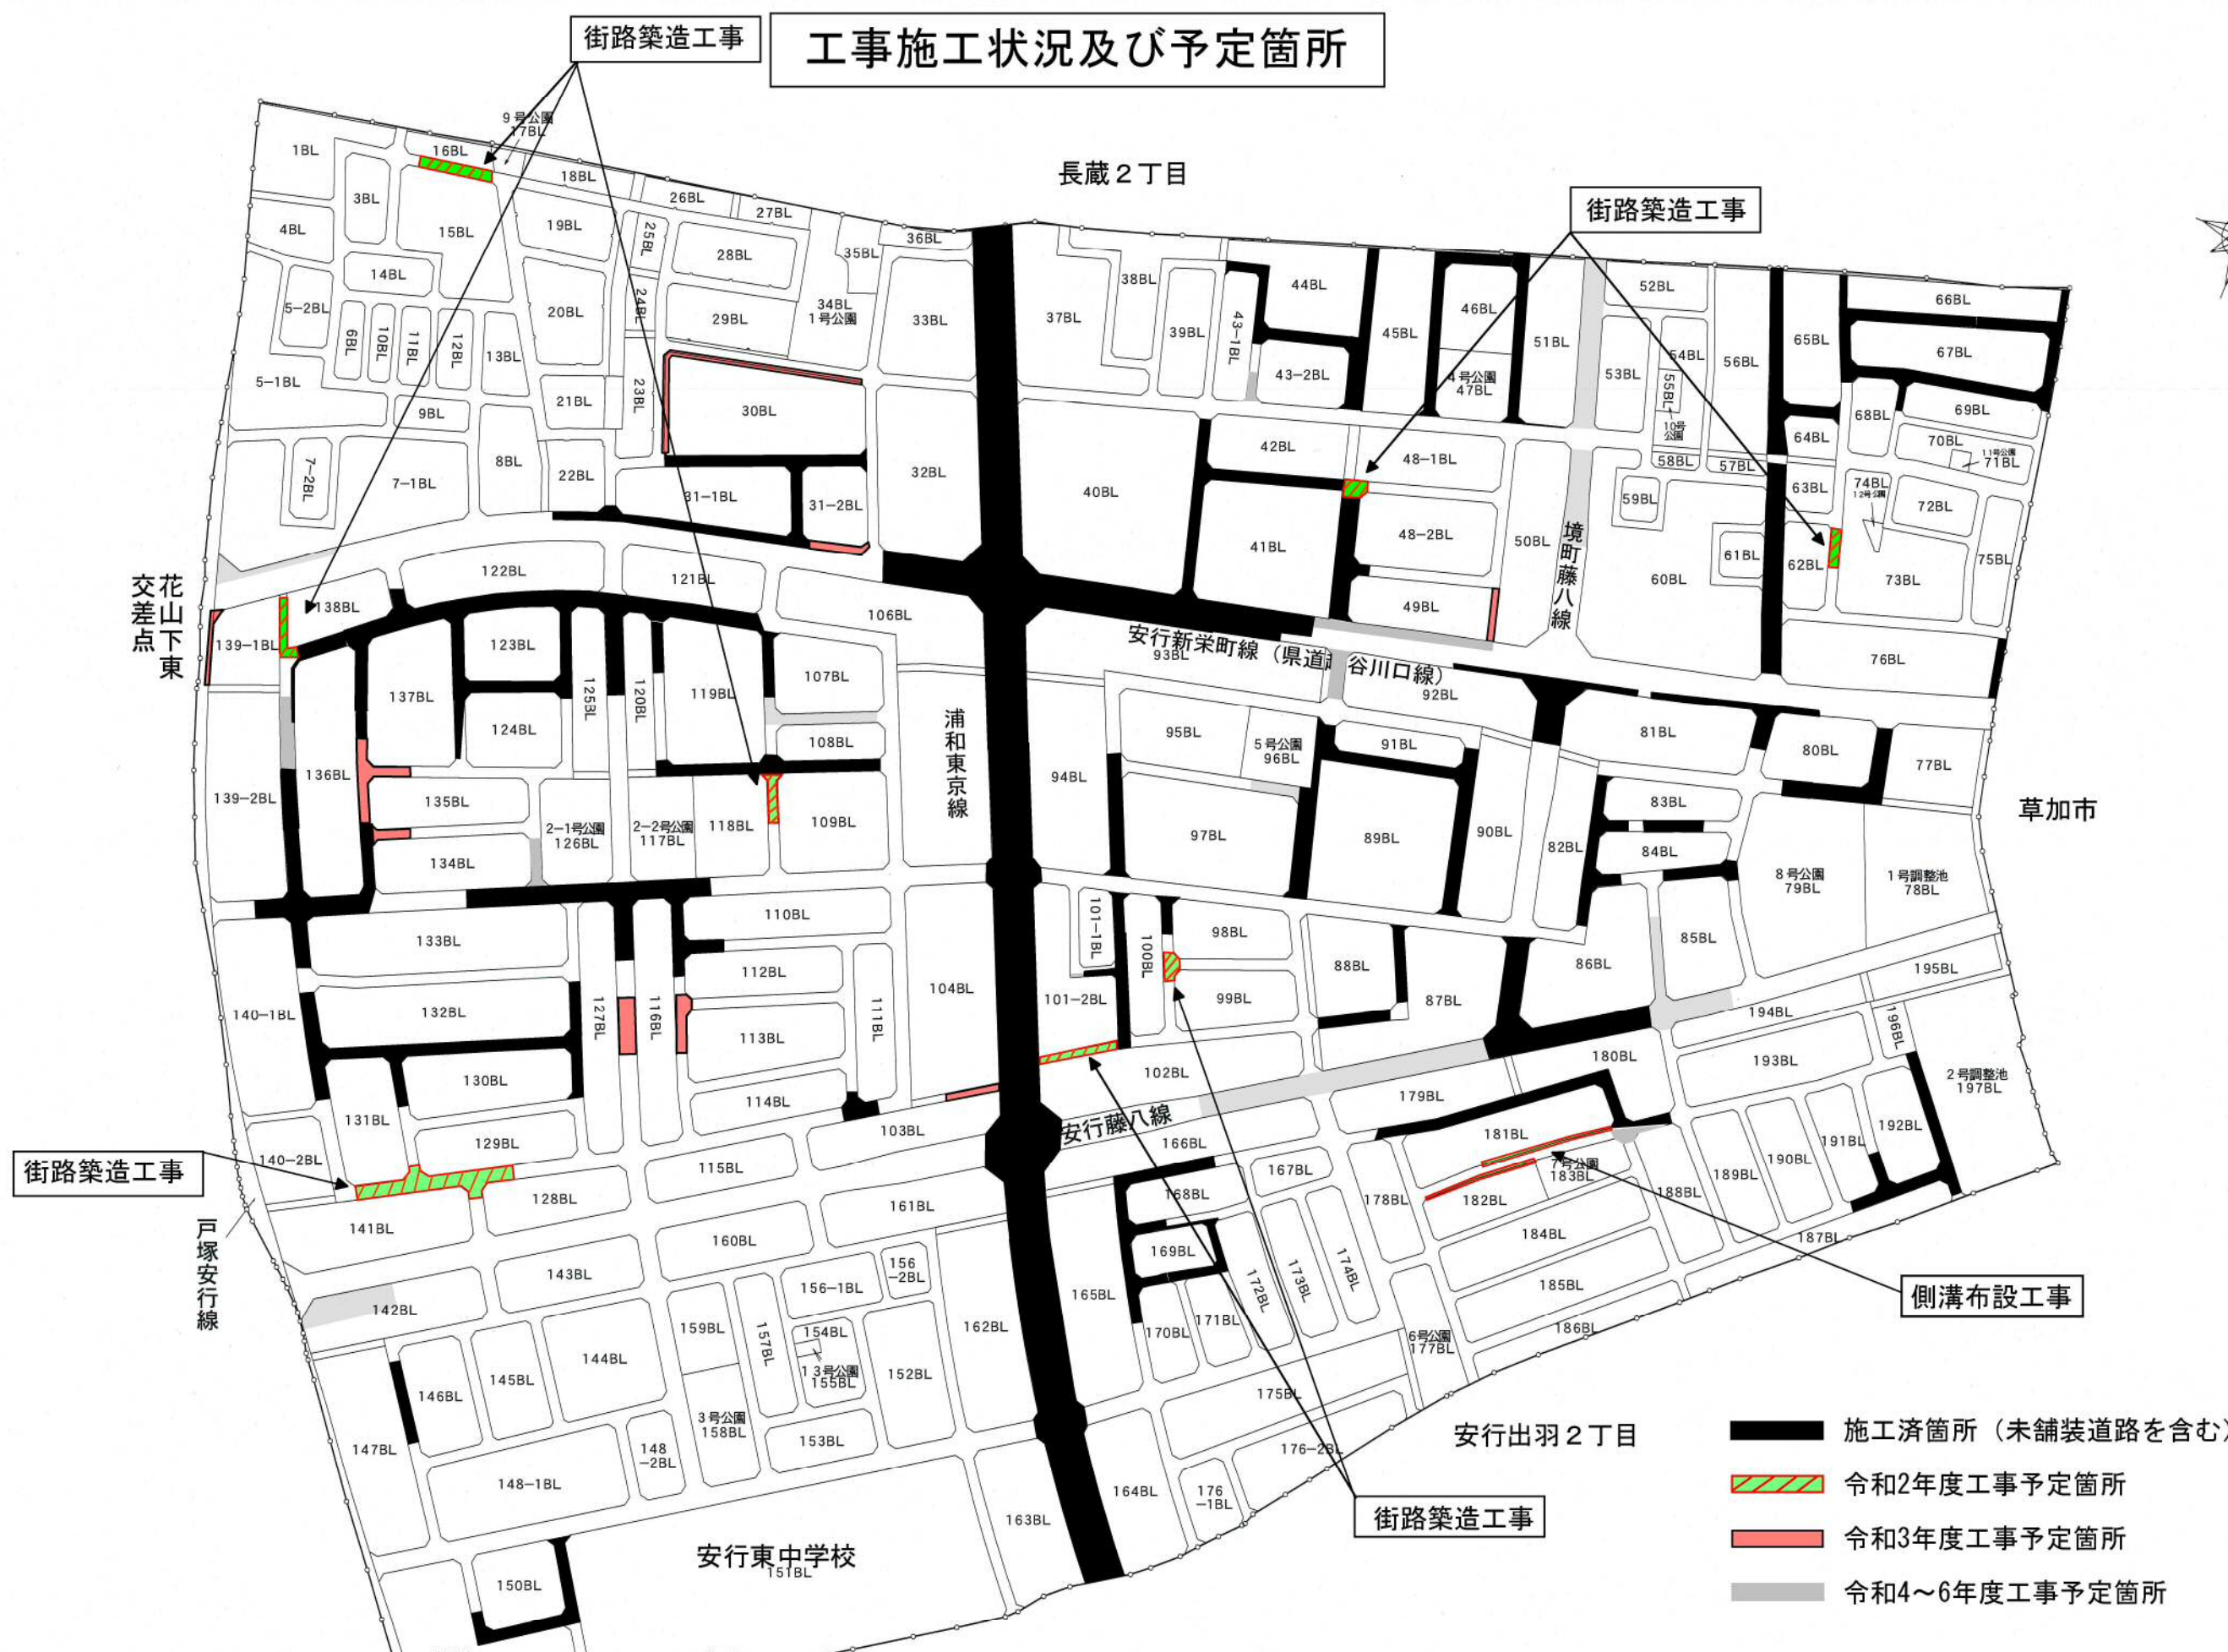 街路築造工事
工事施工状況及び予定箇所
9号公園
17BL
1BL
16BL
18BL
長蔵2丁目
3BL
26BL
27BL
街路築造工事
4BL
15BL
19BL
25BL
28BL
35BL
36BL
14BL
38BL
44BL
52BL
5-2BL
20BL
24BL
29BL
34BL
1号公園
33BL
37BL
39BL
43-1BL
45BL
46BL
51BL
66BL
6BL
10BL
11BL
12BL
13BL
54BL
56BL
65BL
67BL
5-1BL
43-2BL
4号公園
47BL
53BL
55BL
9BL
21BL
23BL
30BL
10号
公園
68BL
69BL
8BL
42BL
48-1BL
64BL
70BL
11号公園
71BL
7-2BL
7-1BL
22BL
31-1BL
31-2BL
32BL
40BL
58BL
57BL
59BL
63BL
74BL
12号公園
72BL
41BL
48-2BL
50BL
境町藤八線
61BL
62BL
75BL
花山下東
交差点
122BL
121BL
60BL
73BL
138BL
106BL
49BL
139-1BL
123BL
安行新栄町線(県道越谷川口線)
93BL
76BL
137BL
125BL
120BL
119BL
107BL
92BL
124BL
浦和東京線
95BL
5号公園
96BL
91BL
81BL
80BL
77BL
108BL
136BL
94BL
139-2BL
135BL
83BL
草加市
2-1号公園
126BL
2-2号公園
117BL
118BL
109BL
97BL
89BL
90BL
82BL
134BL
84BL
8号公園
79BL
1号調整池
78BL
133BL
110BL
101-1BL
100BL
98BL
85BL
112BL
88BL
86BL
195BL
132BL
140-1BL
127BL
116BL
111BL
104BL
101-2BL
99BL
87BL
194BL
196BL
113BL
130BL
102BL
180BL
193BL
2号調整池
197BL
131BL
114BL
179BL
129BL
103BL
安行藤八線
166BL
181BL
192BL
191BL
140-2BL
街路築造工事
115BL
167BL
7号公園
183BL
190BL
189BL
188BL
128BL
168BL
178BL
182BL
141BL
161BL
戸塚安行線
160BL
169BL
184BL
187BL
143BL
156
-2BL
156-1BL
172BL
173BL
174BL
185BL
側溝布設工事
142BL
165BL
159BL
157BL
154BL
162BL
170BL
171BL
186BL
6号公園
177BL
144BL
13号公園
155BL
145BL
146BL
152BL
175BL
3号公園
158BL
147BL
148
-2BL
153BL
176-2BL
安行出羽2丁目
施工済箇所(未舗装道路を含む)
148-1BL
164BL
176
-1BL
令和2年度工事予定箇所
163BL
街路築造工事
令和3年度工事予定箇所
安行東中学校
151BL
150BL
令和4~6年度工事予定箇所